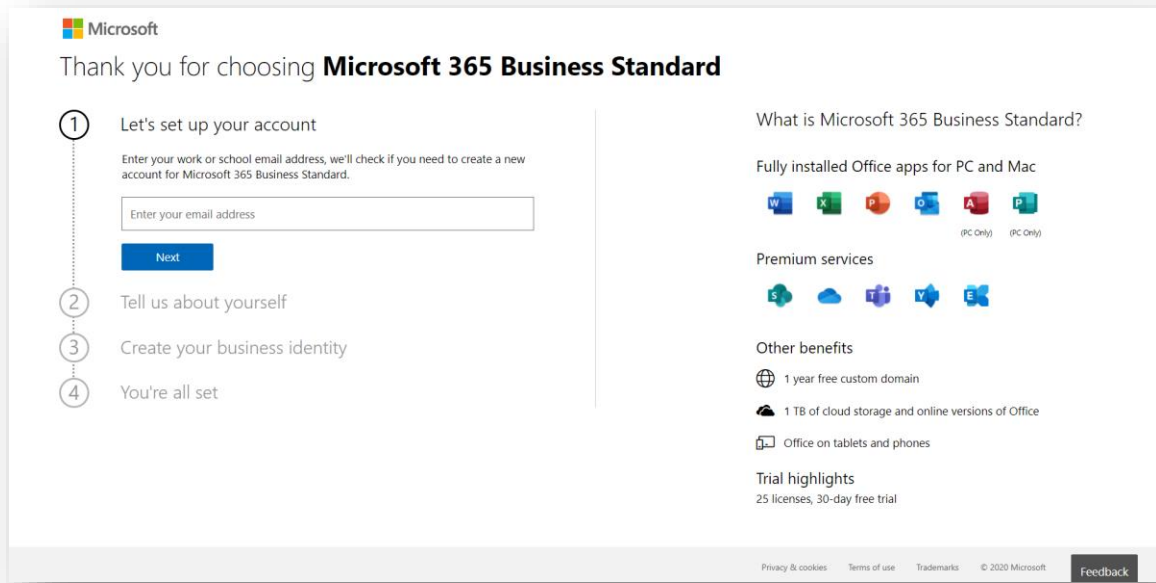 Microsoft
Thank you for choosing Microsoft 365 Business Standard
1 Let's set up your account
Enter your work or school email address, we'll check if you need to create a new
account for Microsoft 365 Business Standard.
Enter your email address
Next
2 Tell us about yourself
3 Create your business identity
4 You're all set
What is Microsoft 365 Business Standard?
Fully installed Office apps for PC and Mac
W X P O A P
(PC Only) (PC Only)
Premium services
S T Y E
Other benefits
1 year free custom domain
1 TB of cloud storage and online versions of Office
Office on tablets and phones
Trial highlights
25 licenses, 30-day free trial
Privacy & cookies Terms of use Trademarks © 2020 Microsoft Feedback